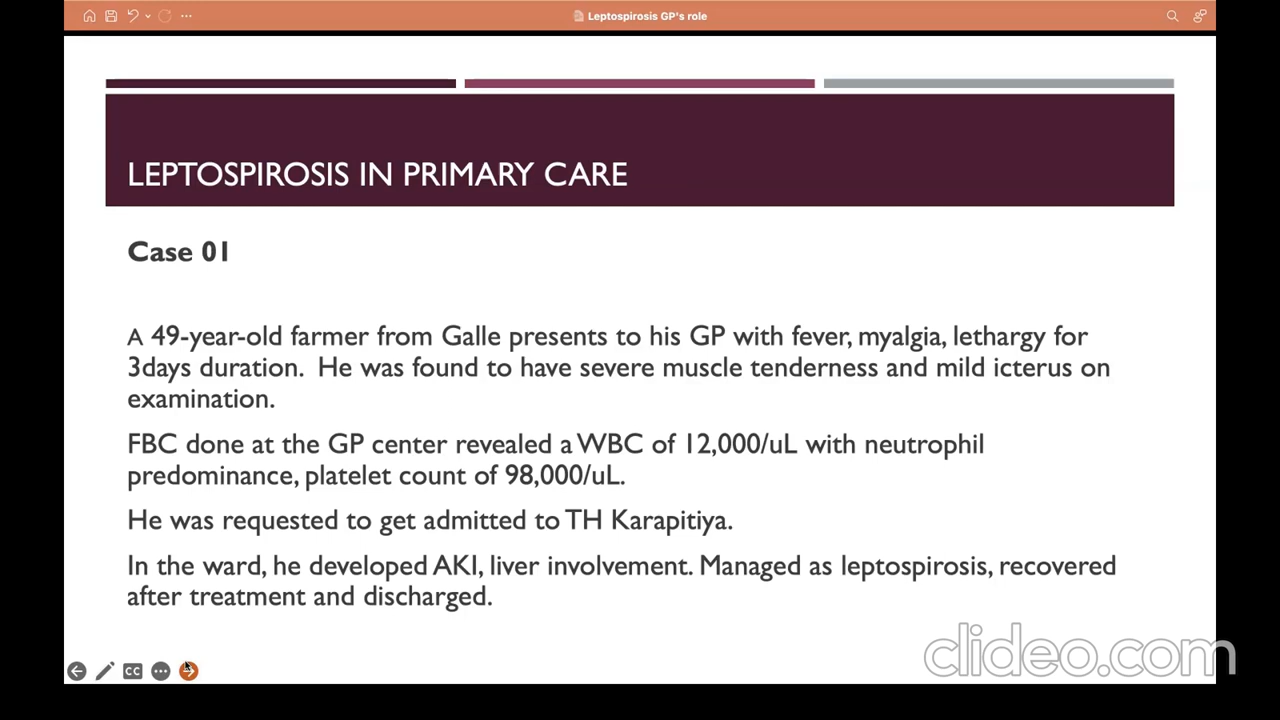 Leptospirosis GP's role
LEPTOSPIROSIS IN PRIMARY CARE
Case 01
A 49-year-old farmer from Galle presents to his GP with fever, myalgia, lethargy for
3days duration. He was found to have severe muscle tenderness and mild icterus on
examination.
FBC done at the GP center revealed a WBC of 12,000/uL with neutrophil
predominance, platelet count of 98,000/uL.
He was requested to get admitted to TH Karapitiya.
In the ward, he developed AKI, liver involvement. Managed as leptospirosis, recovered
after treatment and discharged.
CC
clideo.com